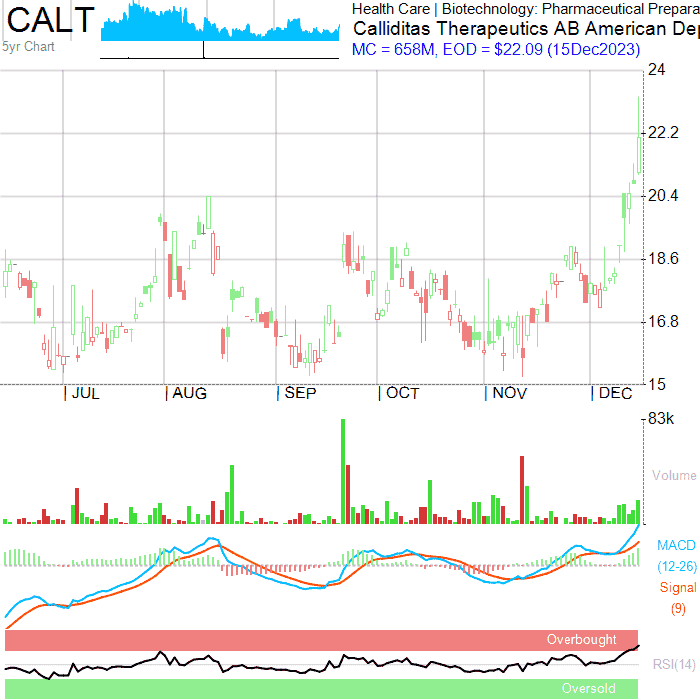 CALT
5yr Chart
Health Care | Biotechnology: Pharmaceutical Prepara
Calliditas Therapeutics AB American Dep
MC = 658M, EOD = $22.09 (15Dec2023)
24
22.2
20.4
18.6
16.8
15
| JUL | AUG | SEP | OCT | NOV | DEC
83k
Volume
MACD
(12-26)
Signal
(9)
Overbought
RSI(14)
Oversold